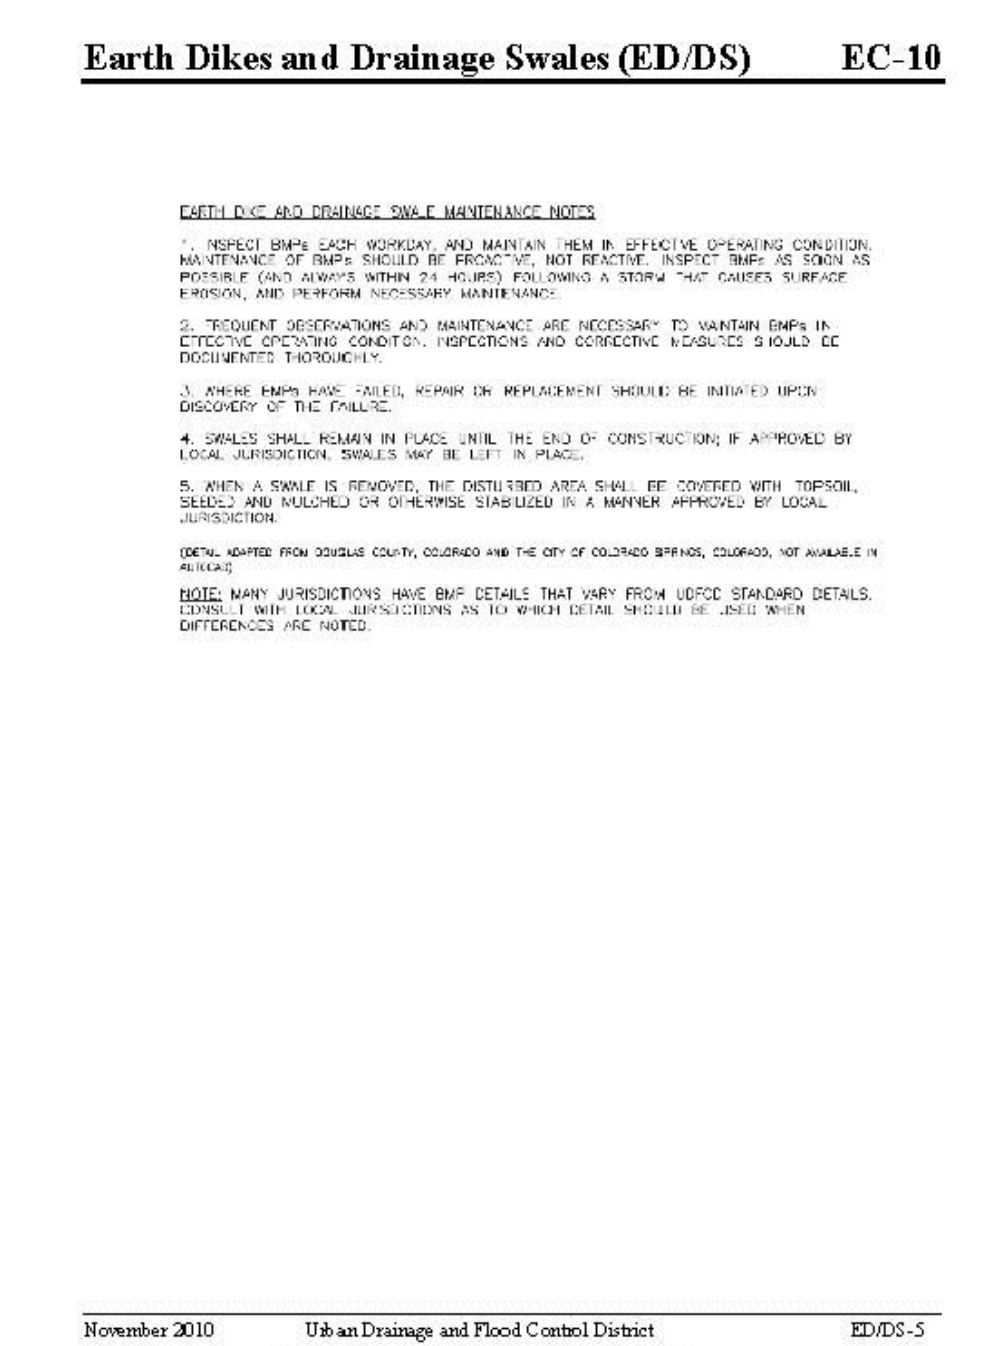 Earth Dikes and Drainage Swales (ED/DS) EC-10
EARTH DIKE AND DRAINAGE SWALE MAINTENANCE NOTES
1. INSPECT BMPs EACH WORKDAY, AND MAINTAIN THEM IN EFFECTIVE OPERATING CONDITION.
MAINTENANCE OF BMPs SHOULD BE PROACTIVE, NOT REACTIVE. INSPECT BMPs AS SOON AS
POSSIBLE (AND ALWAYS WITHIN 24 HOURS) FOLLOWING A STORM THAT CAUSES SURFACE
EROSION, AND PERFORM NECESSARY MAINTENANCE.
2. FREQUENT OBSERVATIONS AND MAINTENANCE ARE NECESSARY TO MAINTAIN BMPs IN
EFFECTIVE OPERATING CONDITION. INSPECTIONS AND CORRECTIVE MEASURES SHOULD BE
DOCUMENTED THOROUGHLY.
3. WHERE BMPs HAVE FAILED, REPAIR OR REPLACEMENT SHOULD BE INITIATED UPON
DISCOVERY OF THE FAILURE.
4. SWALES SHALL REMAIN IN PLACE UNTIL THE END OF CONSTRUCTION; IF APPROVED BY
LOCAL JURISDICTION, SWALES MAY BE LEFT IN PLACE.
5. WHEN A SWALE IS REMOVED, THE DISTURBED AREA SHALL BE COVERED WITH TOPSOIL,
SEEDED AND MULCHED OR OTHERWISE STABILIZED IN A MANNER APPROVED BY LOCAL
JURISDICTION.
(DETAIL ADAPTED FROM DOUGLAS COUNTY, COLORADO AND THE CITY OF COLORADO SPRINGS, COLORADO, NOT AVAILABLE IN
AUTOCAD)
NOTE: MANY JURISDICTIONS HAVE BMP DETAILS THAT VARY FROM UDFCD STANDARD DETAILS.
CONSULT WITH LOCAL JURISDICTIONS AS TO WHICH DETAIL SHOULD BE USED WHEN
DIFFERENCES ARE NOTED.
November 2010 Urban Drainage and Flood Control District ED/DS-5